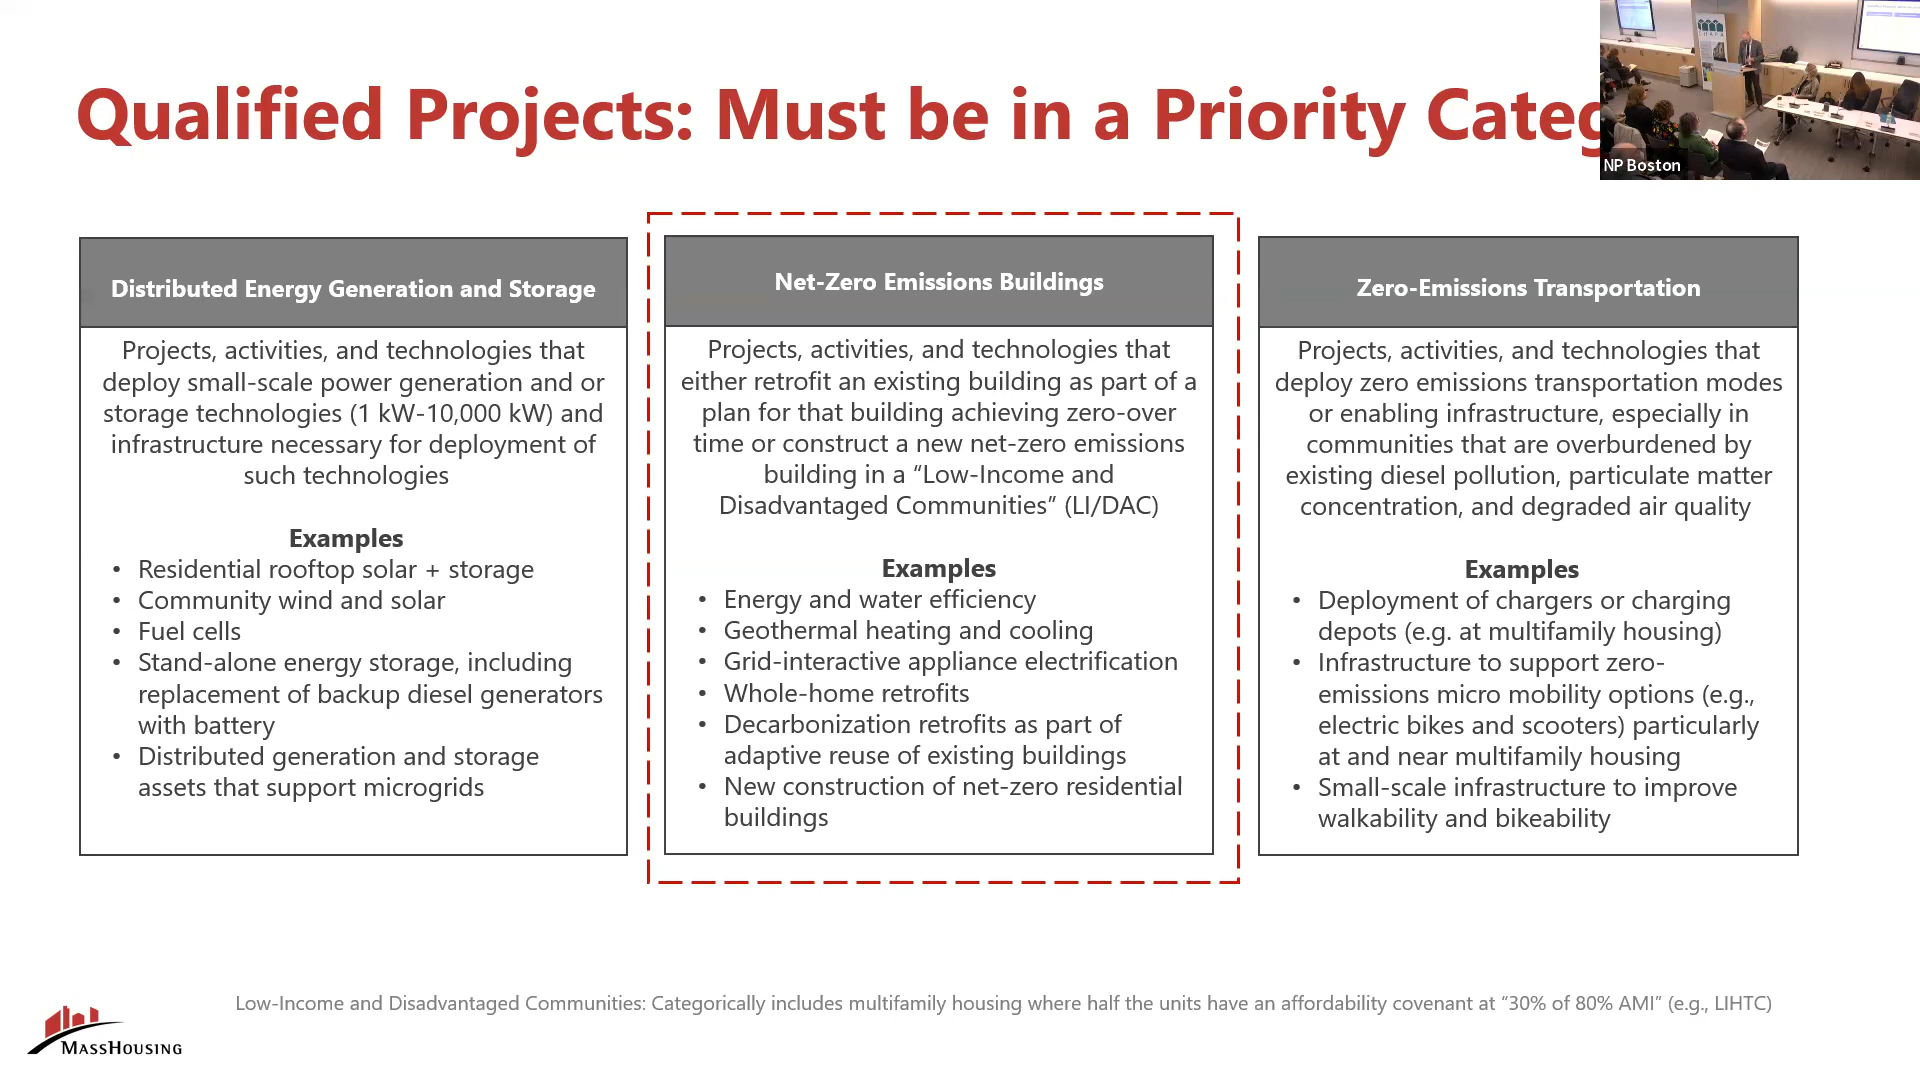 Qualified Projects: Must be in a Priority Categ
NP Boston
Distributed Energy Generation and Storage
Projects, activities, and technologies that
deploy small-scale power generation and or
storage technologies (1 kW-10,000 kW) and
infrastructure necessary for deployment of
such technologies
Examples
• Residential rooftop solar + storage
• Community wind and solar
• Fuel cells
• Stand-alone energy storage, including
replacement of backup diesel generators
with battery
• Distributed generation and storage
assets that support microgrids
Net-Zero Emissions Buildings
Projects, activities, and technologies that
either retrofit an existing building as part of a
plan for that building achieving zero-over
time or construct a new net-zero emissions
building in a “Low-Income and
Disadvantaged Communities” (LI/DAC)
Examples
• Energy and water efficiency
• Geothermal heating and cooling
• Grid-interactive appliance electrification
• Whole-home retrofits
• Decarbonization retrofits as part of
adaptive reuse of existing buildings
• New construction of net-zero residential
buildings
Zero-Emissions Transportation
Projects, activities, and technologies that
deploy zero emissions transportation modes
or enabling infrastructure, especially in
communities that are overburdened by
existing diesel pollution, particulate matter
concentration, and degraded air quality
Examples
• Deployment of chargers or charging
depots (e.g. at multifamily housing)
• Infrastructure to support zero-
emissions micro mobility options (e.g.,
electric bikes and scooters) particularly
at and near multifamily housing
• Small-scale infrastructure to improve
walkability and bikeability
Low-Income and Disadvantaged Communities: Categorically includes multifamily housing where half the units have an affordability covenant at “30% of 80% AMI” (e.g., LIHTC)
MASSHOUSING